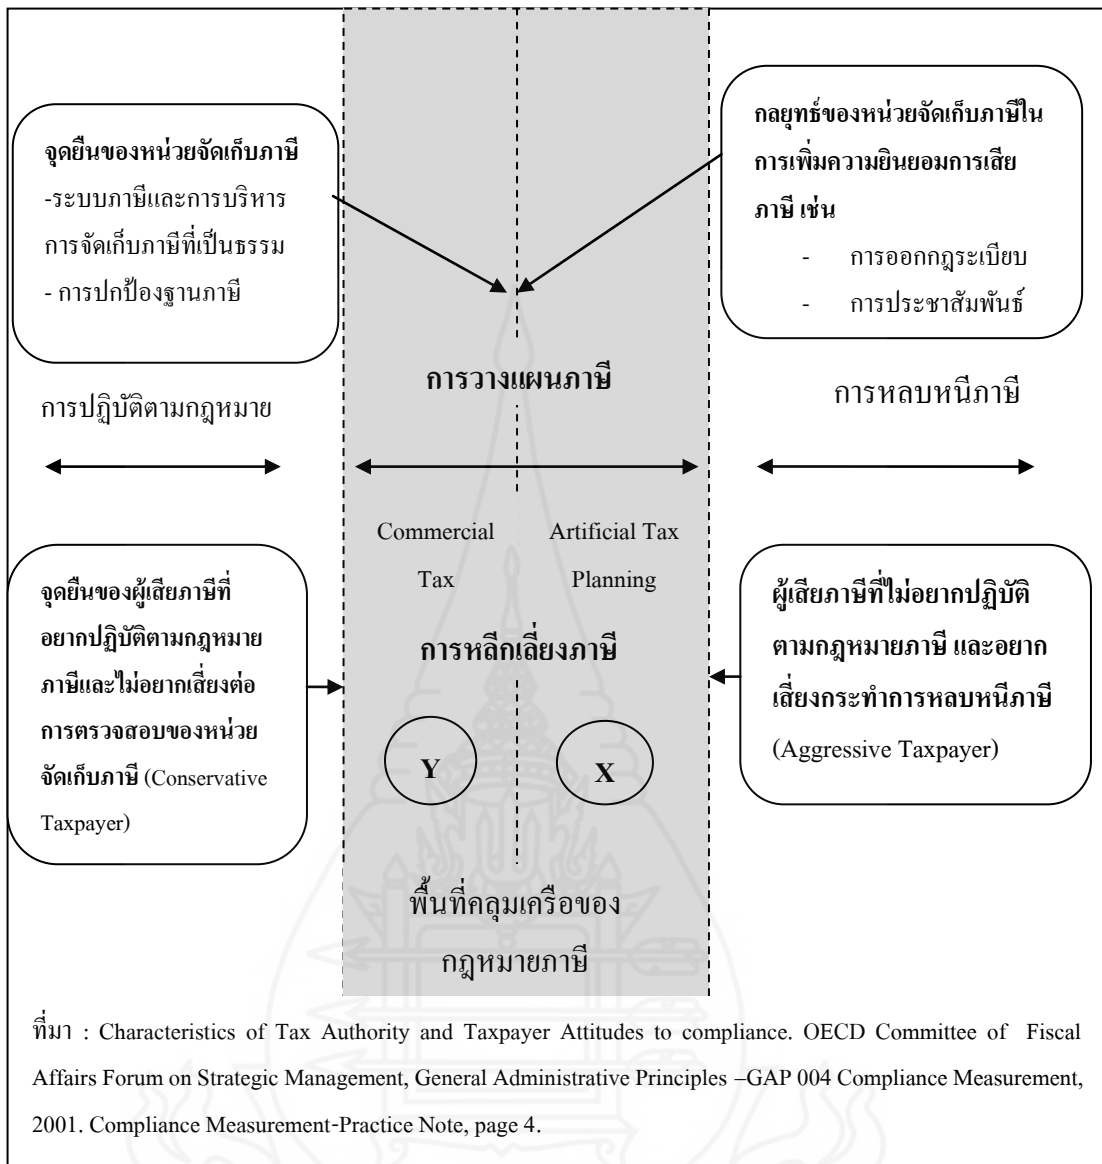 จุดยืนของหน่วยจัดเก็บภาษี
-ระบบภาษีและการบริหาร
การจัดเก็บภาษีที่เป็นธรรม
- การปกป้องฐานภาษี
กลยุทธ์ของหน่วยจัดเก็บภาษีใน
การเพิ่มความยินยอมการเสีย
ภาษี เช่น
- การออกกฎระเบียบ
- การประชาสัมพันธ์
การปฏิบัติตามกฎหมาย
การวางแผนภาษี
การหลบหนีภาษี
Commercial
Tax
Artificial Tax
Planning
การหลีกเลี่ยงภาษี
จุดยืนของผู้เสียภาษีที่
อยากปฏิบัติตามกฎหมาย
ภาษีและไม่อยากเสี่ยงต่อ
การตรวจสอบของหน่วย
จัดเก็บภาษี (Conservative
Taxpayer)
Y
X
ผู้เสียภาษีที่ไม่อยากปฏิบัติ
ตามกฎหมายภาษี และอยาก
เสี่ยงกระทำการหลบหนีภาษี
(Aggressive Taxpayer)
พื้นที่คลุมเครือของ
กฎหมายภาษี
ที่มา : Characteristics of Tax Authority and Taxpayer Attitudes to compliance. OECD Committee of Fiscal
Affairs Forum on Strategic Management, General Administrative Principles –GAP 004 Compliance Measurement,
2001. Compliance Measurement-Practice Note, page 4.